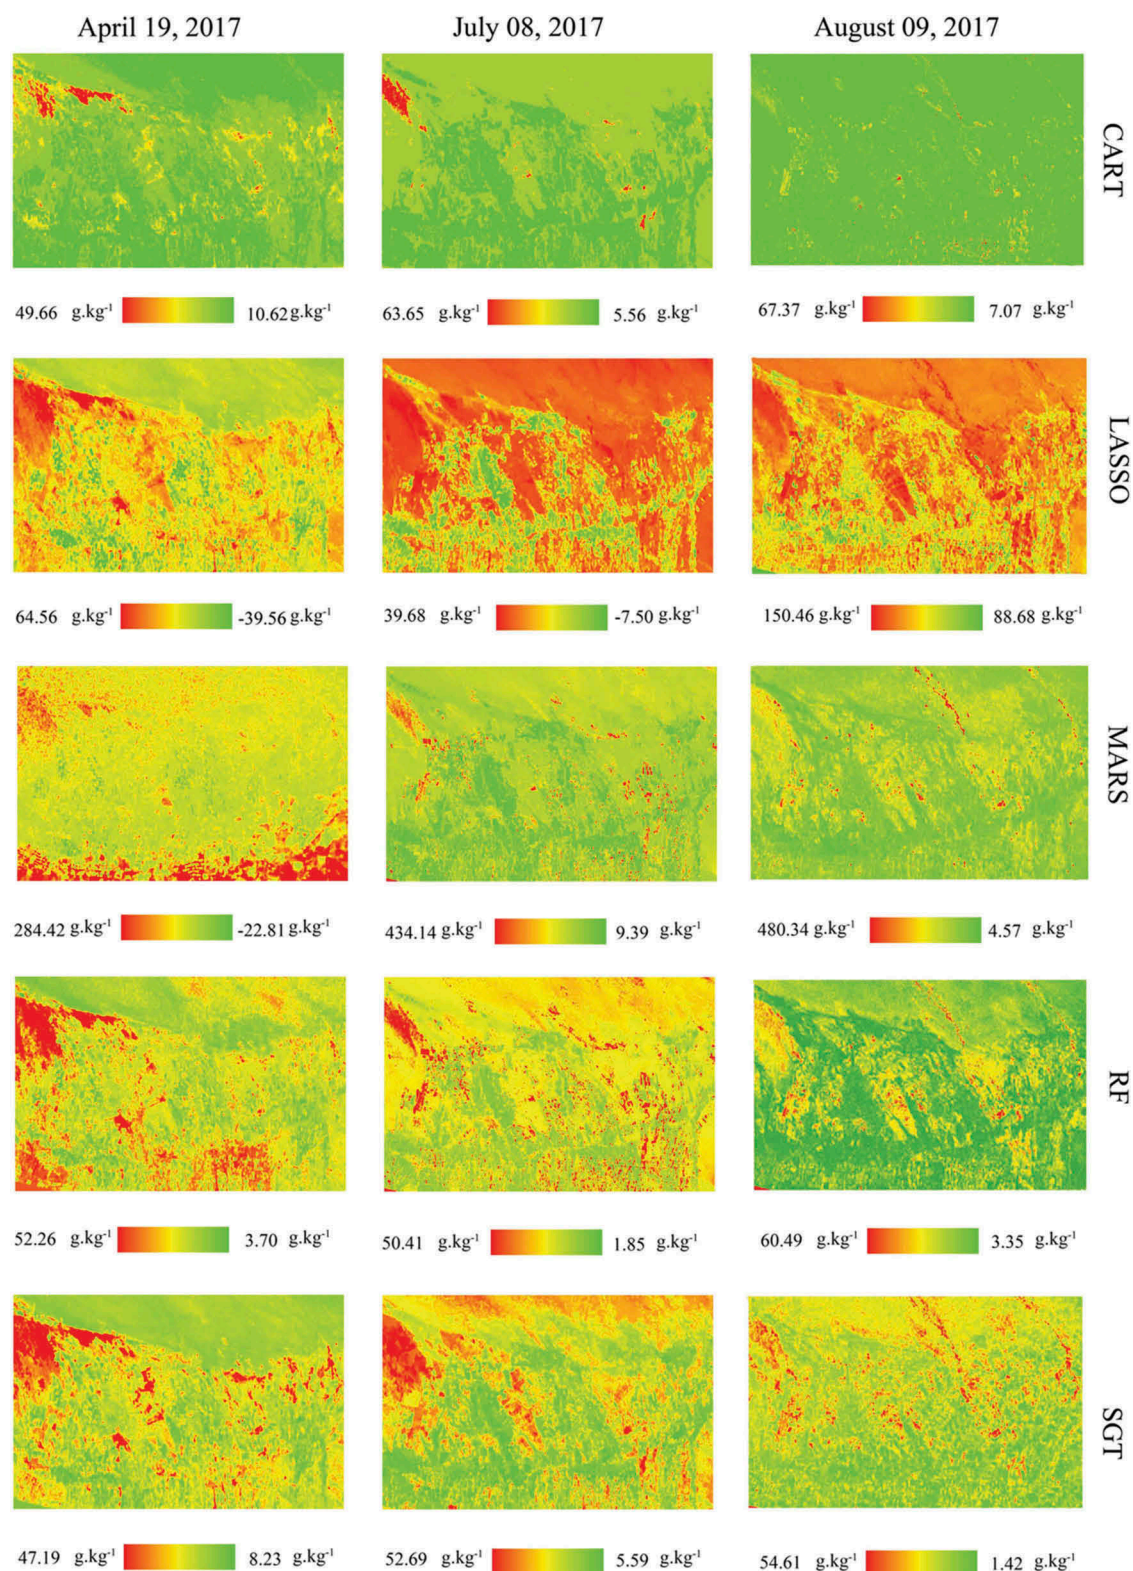 April 19, 2017 July 08, 2017 August 09, 2017
CART
49.66 g.kg-1 10.62 g.kg-1 63.65 g.kg-1 5.56 g.kg-1 67.37 g.kg-1 7.07 g.kg-1
LASSO
64.56 g.kg-1 -39.56 g.kg-1 39.68 g.kg-1 -7.50 g.kg-1 150.46 g.kg-1 88.68 g.kg-1
MARS
284.42 g.kg-1 -22.81 g.kg-1 434.14 g.kg-1 9.39 g.kg-1 480.34 g.kg-1 4.57 g.kg-1
RF
52.26 g.kg-1 3.70 g.kg-1 50.41 g.kg-1 1.85 g.kg-1 60.49 g.kg-1 3.35 g.kg-1
SGT
47.19 g.kg-1 8.23 g.kg-1 52.69 g.kg-1 5.59 g.kg-1 54.61 g.kg-1 1.42 g.kg-1